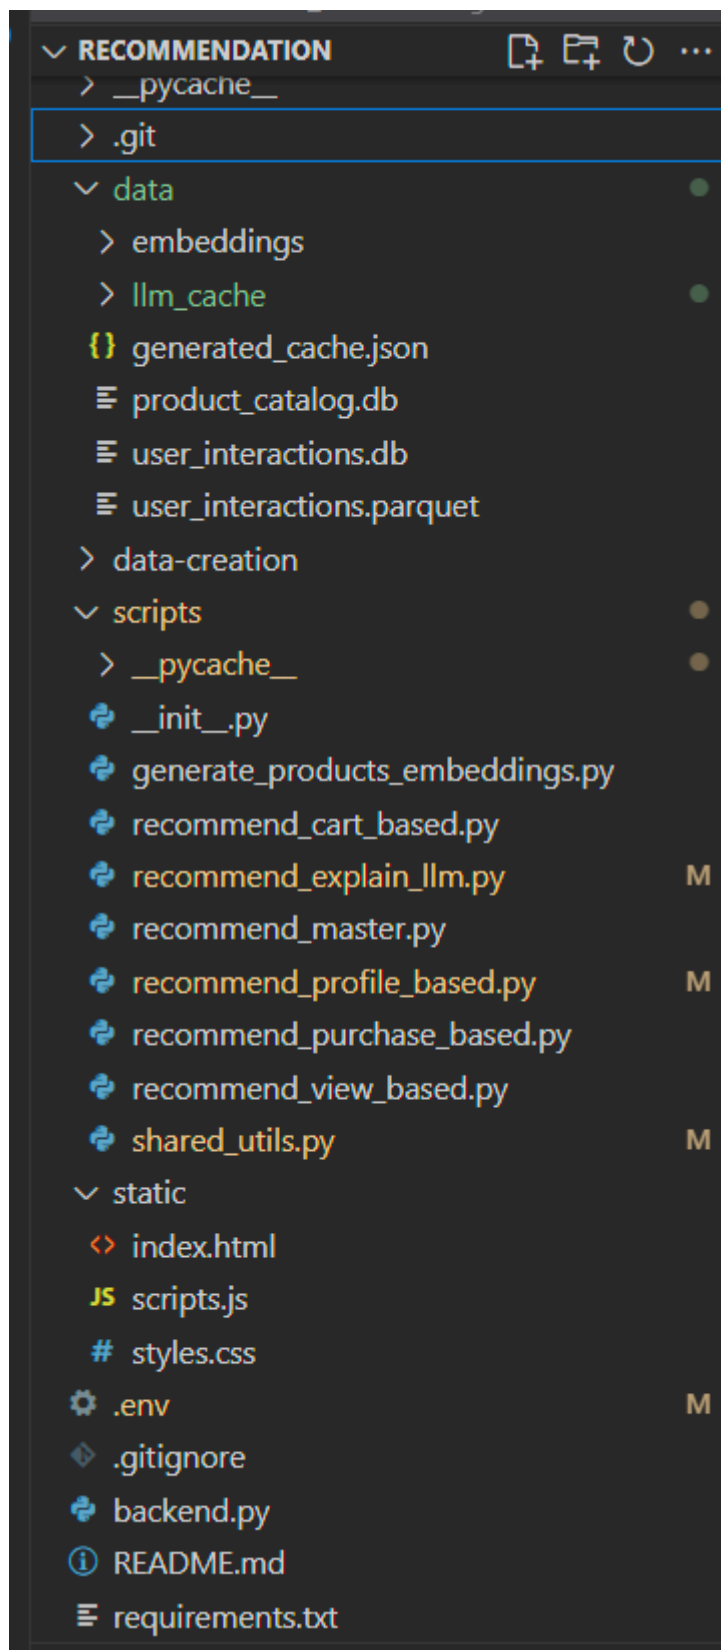 RECOMMENDATION
__pycache__
.git
data
embeddings
llm_cache
{} generated_cache.json
product_catalog.db
user_interactions.db
user_interactions.parquet
data-creation
scripts
__pycache__
__init__.py
generate_products_embeddings.py
recommend_cart_based.py
recommend_explain_llm.py M
recommend_master.py
recommend_profile_based.py M
recommend_purchase_based.py
recommend_view_based.py
shared_utils.py M
static
<> index.html
JS scripts.js
# styles.css
.env M
.gitignore
backend.py
README.md
requirements.txt